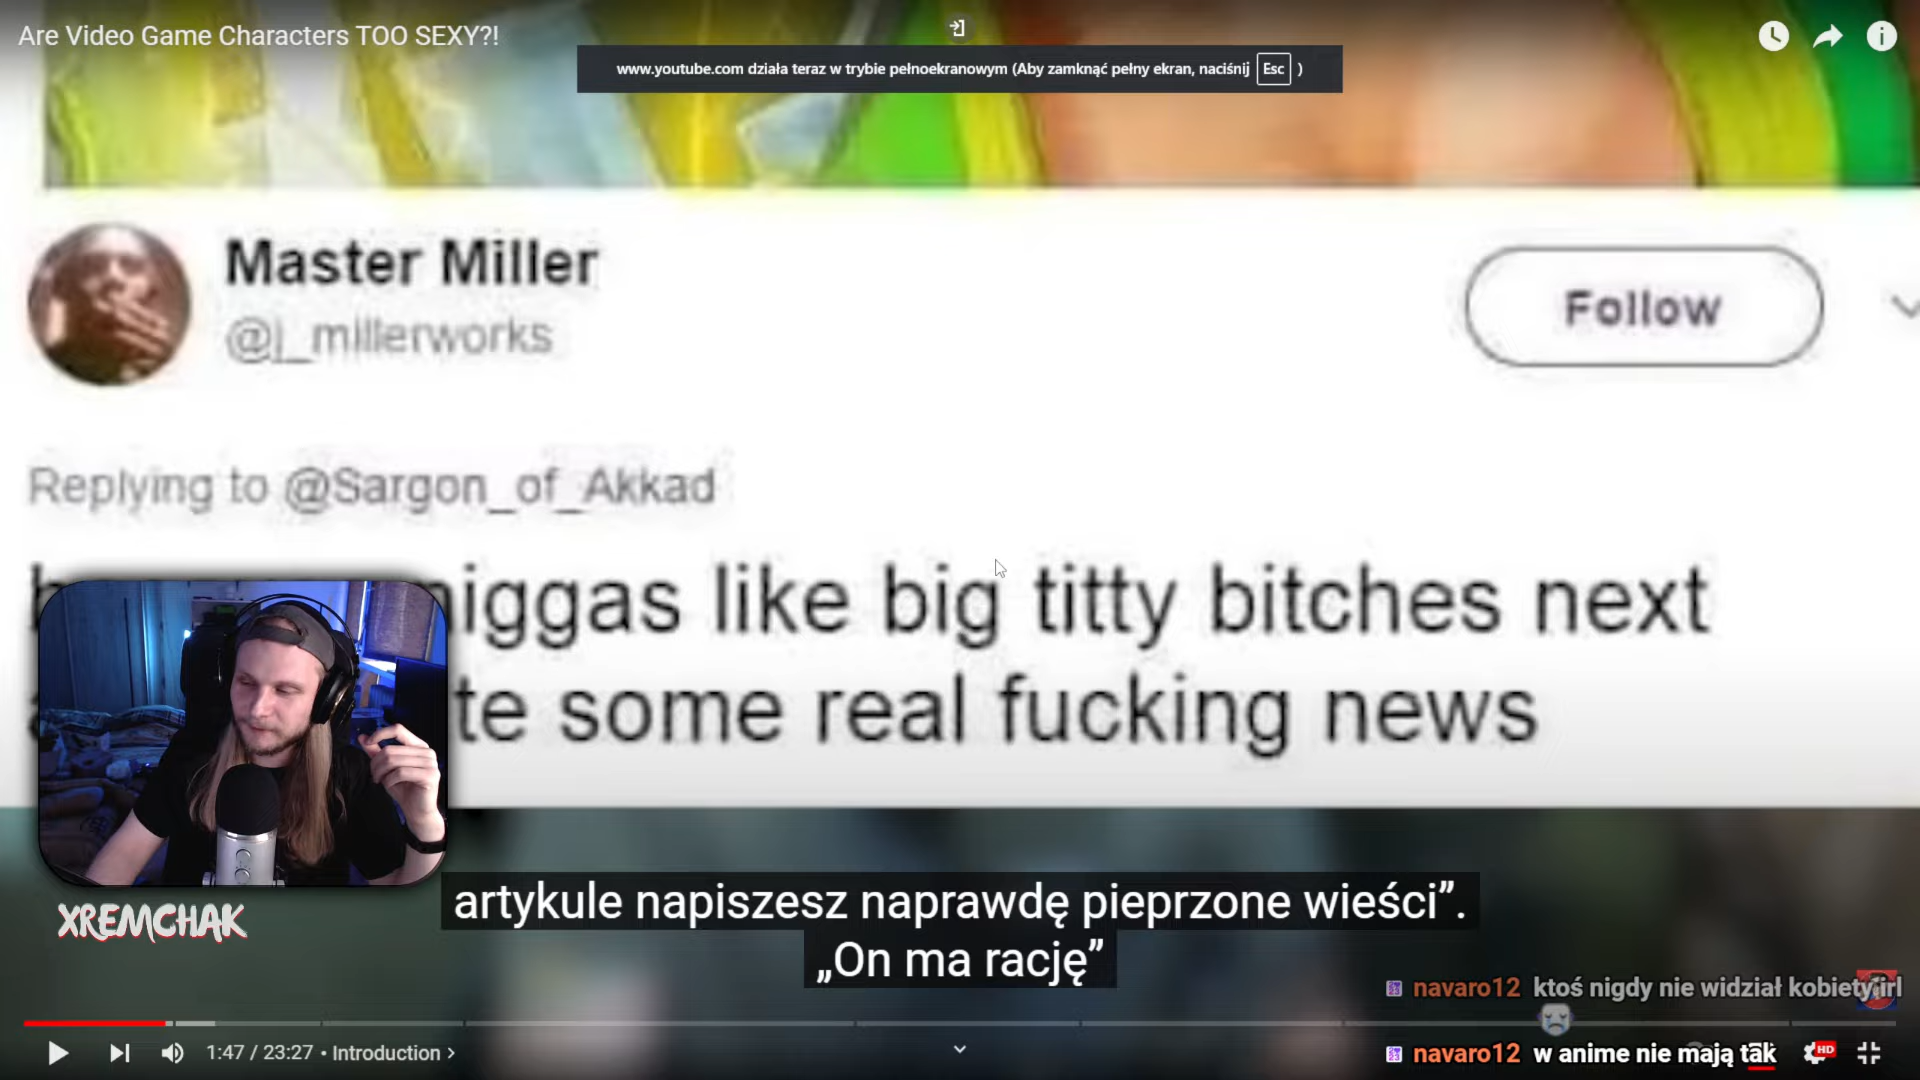 Are Video Game Characters TOO SEXY?!
www.youtube.com działa teraz w trybie pełnoekranowym (Aby zamknąć pełny ekran, naciśnij Esc )
Master Miller
Follow
@j_millerworks
Replying to @Sargon_of_Akkad
niggas like big titty bitches next
te some real fucking news
XREMCHAK
artykule napiszesz naprawdę pieprzone wieści”.
„On ma rację”
navaro12 ktoś nigdy nie widział kobiety irl
navaro12 w anime nie mają tak
1:47 / 23:27 • Introduction
HD